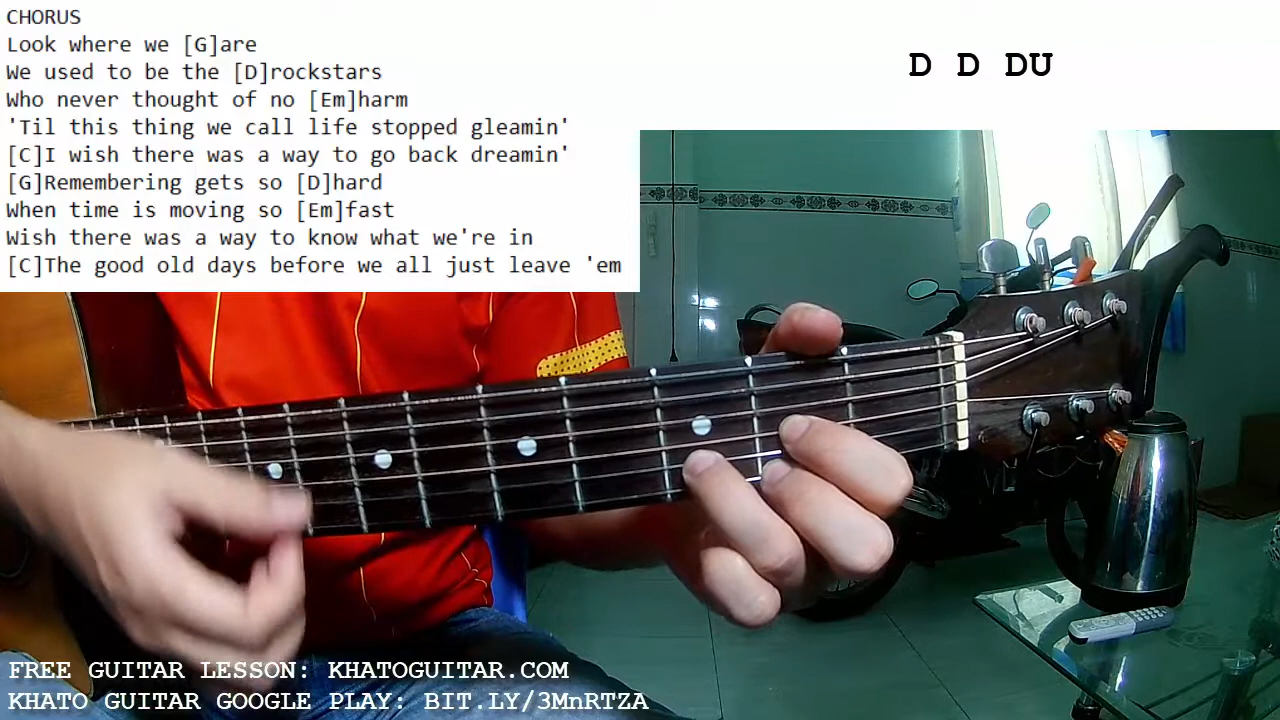 CHORUS
Look where we [G]are
We used to be the [D]rockstars
Who never thought of no [Em]harm
'Til this thing we call life stopped gleamin'
[C]I wish there was a way to go back dreamin'
[G]Remembering gets so [D]hard
When time is moving so [Em]fast
Wish there was a way to know what we're in
[C]The good old days before we all just leave 'em
D D DU
FREE GUITAR LESSON: KHATOGUITAR.COM
KHATO GUITAR GOOGLE PLAY: BIT.LY/3MnRTZA